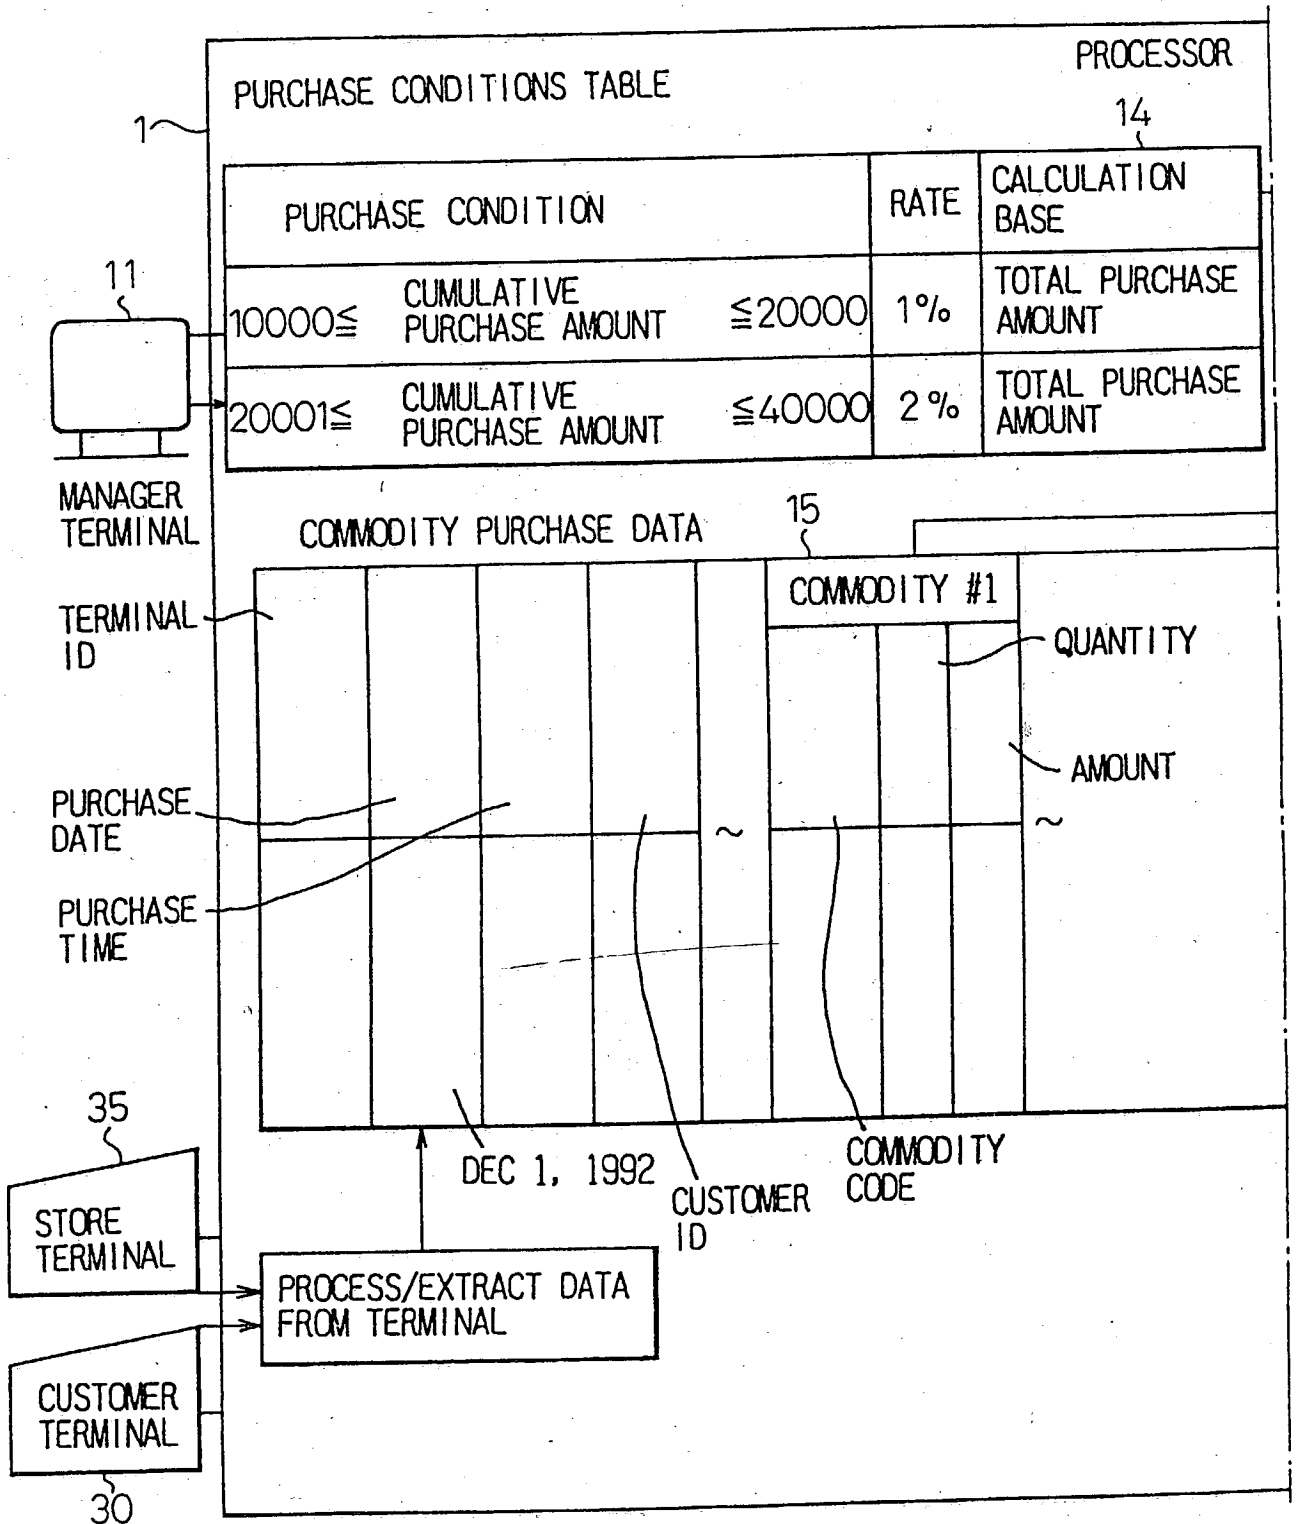 PROCESSOR
PURCHASE CONDITIONS TABLE
1
14
PURCHASE CONDITION
RATE
CALCULATION
BASE
11
10000≦
CUMULATIVE
PURCHASE AMOUNT
≦20000
1%
TOTAL PURCHASE
AMOUNT
20001≦
CUMULATIVE
PURCHASE AMOUNT
≦40000
2%
TOTAL PURCHASE
AMOUNT
MANAGER
TERMINAL
COMMODITY PURCHASE DATA
15
COMMODITY #1
TERMINAL
ID
QUANTITY
AMOUNT
PURCHASE
DATE
~
~
PURCHASE
TIME
35
DEC 1, 1992
COMMODITY
CODE
CUSTOMER
ID
STORE
TERMINAL
PROCESS/EXTRACT DATA
FROM TERMINAL
CUSTOMER
TERMINAL
30